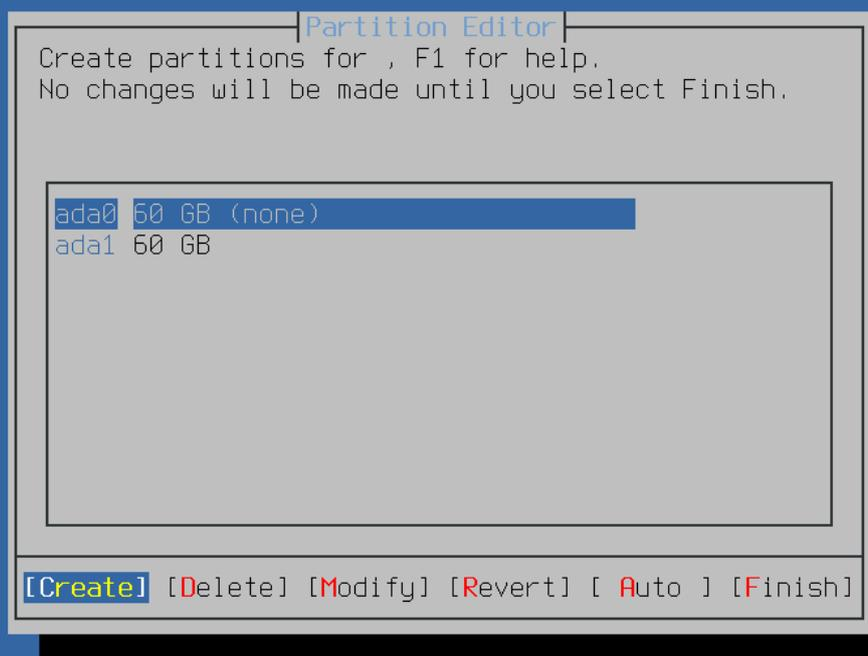 Partition Editor
Create partitions for , F1 for help.
No changes will be made until you select Finish.
ada0 60 GB (none)
ada1 60 GB
[Create] [Delete] [Modify] [Revert] [ Auto ] [Finish]